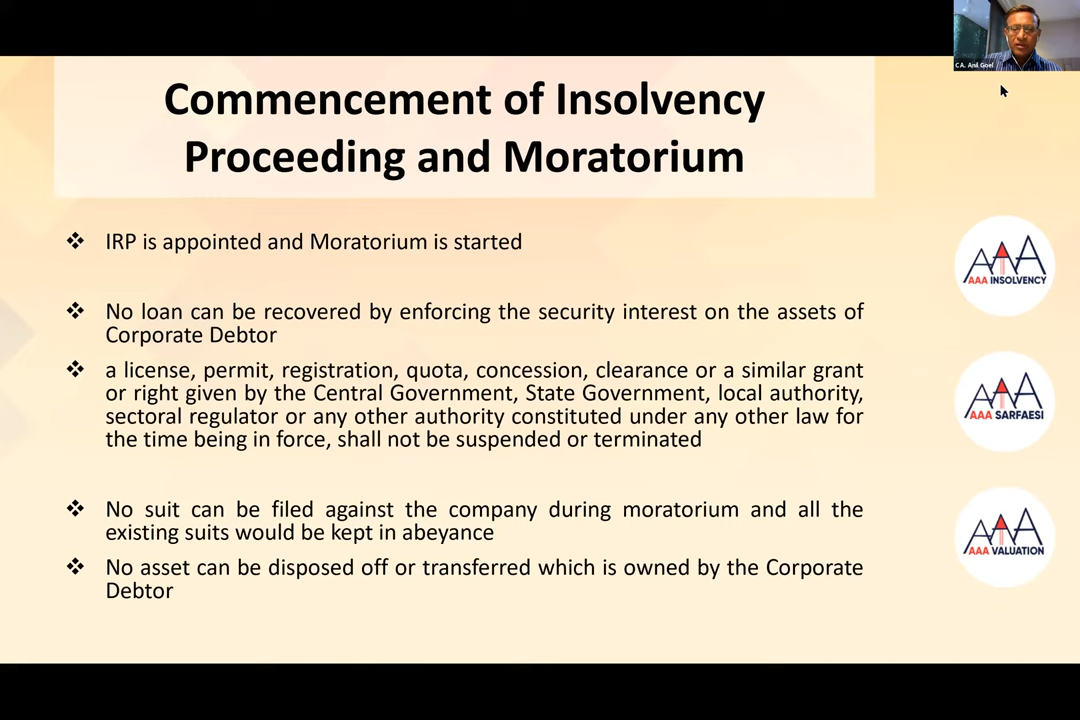 C A. Anil Goel
Commencement of Insolvency
Proceeding and Moratorium
❖ IRP is appointed and Moratorium is started
❖ No loan can be recovered by enforcing the security interest on the assets of
Corporate Debtor
❖ a license, permit, registration, quota, concession, clearance or a similar grant
or right given by the Central Government, State Government, local authority,
sectoral regulator or any other authority constituted under any other law for
the time being in force, shall not be suspended or terminated
❖ No suit can be filed against the company during moratorium and all the
existing suits would be kept in abeyance
❖ No asset can be disposed off or transferred which is owned by the Corporate
Debtor
AAA
AAA INSOLVENCY
AAA
AAA SARFAESI
AAA
AAA VALUATION